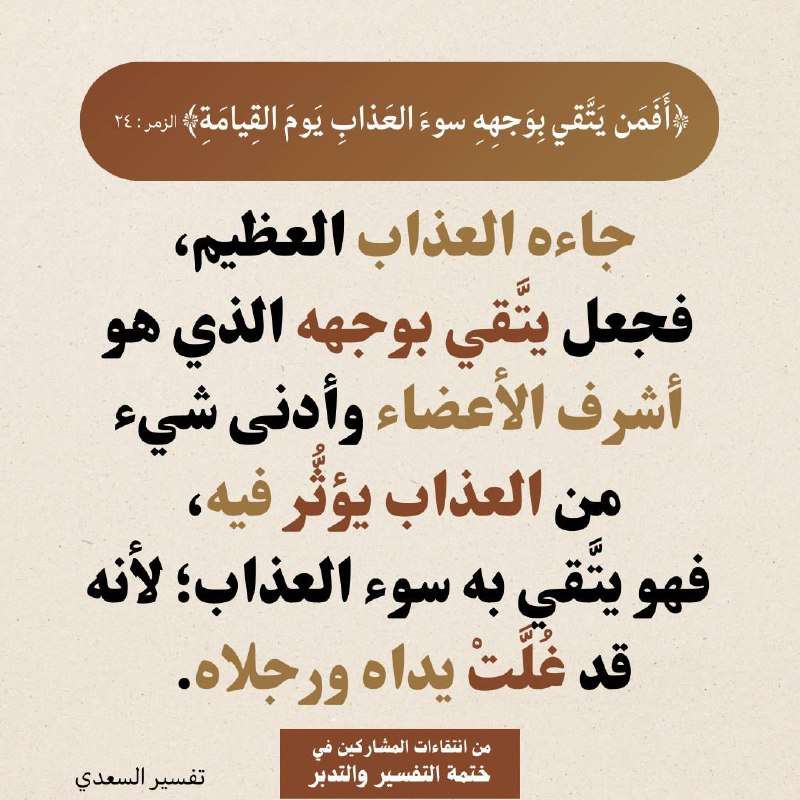 ﴿أَفَمَن يَتَّقي بِوَجهِهِ سوءَ العَذابِ يَومَ القِيامَةِ﴾ الزمر: ٢٤
جاءه العذاب العظيم،
فجعل يتَّقي بوجهه الذي هو
أشرف الأعضاء وأدنى شيء
من العذاب يؤثُّر فيه،
فهو يتَّقي به سوء العذاب؛ لأنه
قد غُلَّتْ يداه ورجلاه.
من انتقاءات المشاركين في
ختمة التفسير والتدبر
تفسير السعدي